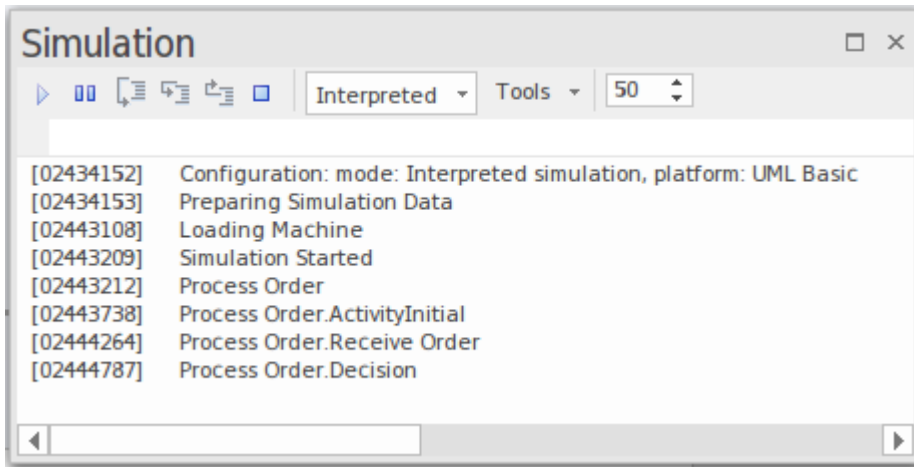 Simulation
Interpreted Tools 50
[02434152] Configuration: mode: Interpreted simulation, platform: UML Basic
[02434153] Preparing Simulation Data
[02443108] Loading Machine
[02443209] Simulation Started
[02443212] Process Order
[02443738] Process Order.ActivityInitial
[02444264] Process Order.Receive Order
[02444787] Process Order.Decision